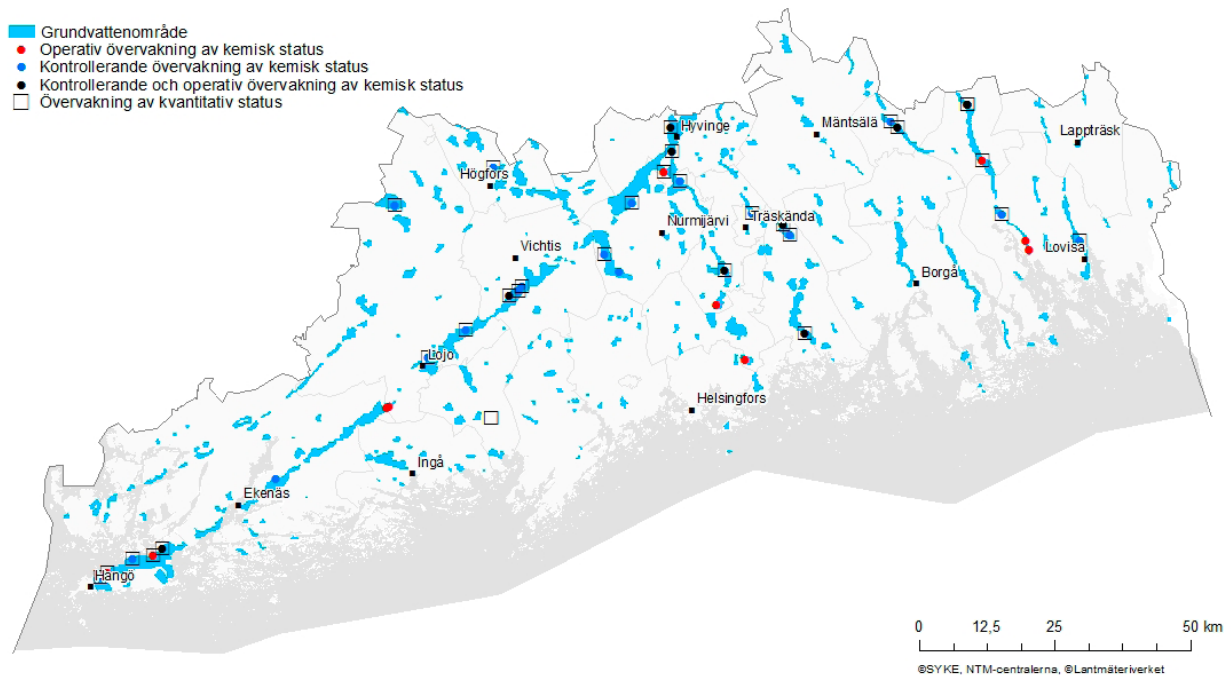 Grundvattenområde
Operativ övervakning av kemisk status
Kontrollerande övervakning av kemisk status
Kontrollerande och operativ övervakning av kemisk status
Övervakning av kvantitativ status
Hyvinge
Mäntsälä
Lappträsk
Högfors
Nurmijärvi
Träskända
Vichtis
Lovisa
Borgå
Lojo
Helsingfors
Ingå
Ekenäs
Hangö
0 12,5 25 50 km
©SYKE, NTM-centralerna, ©Lantmäteriverket